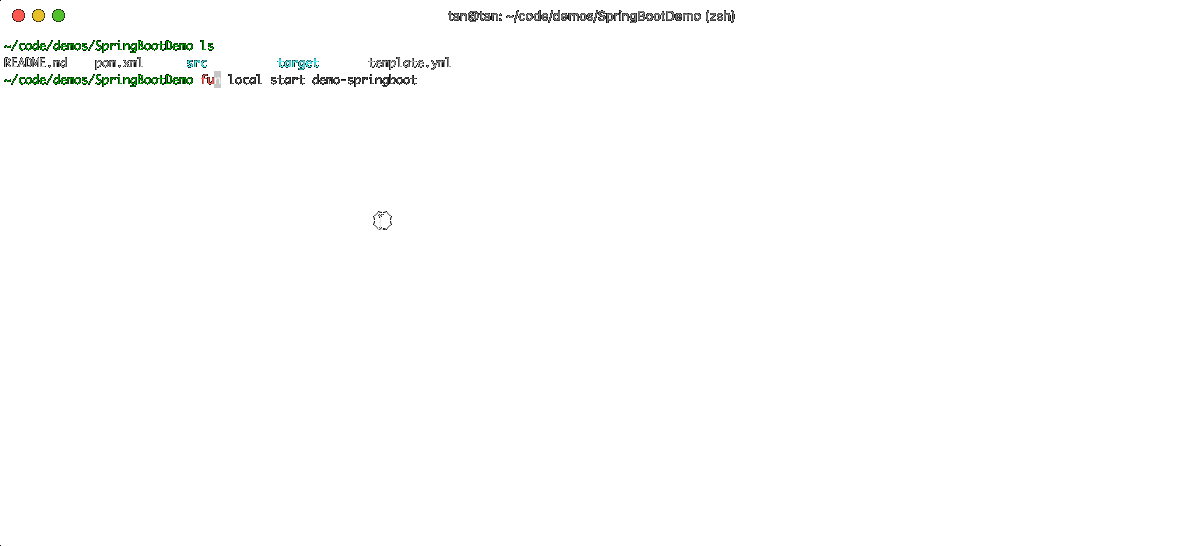 tsn@tsn: ~/code/demos/SpringBootDemo (zsh)
~/code/demos/SpringBootDemo ls
README.md pom.xml src target template.yml
~/code/demos/SpringBootDemo fun local start demo-springboot